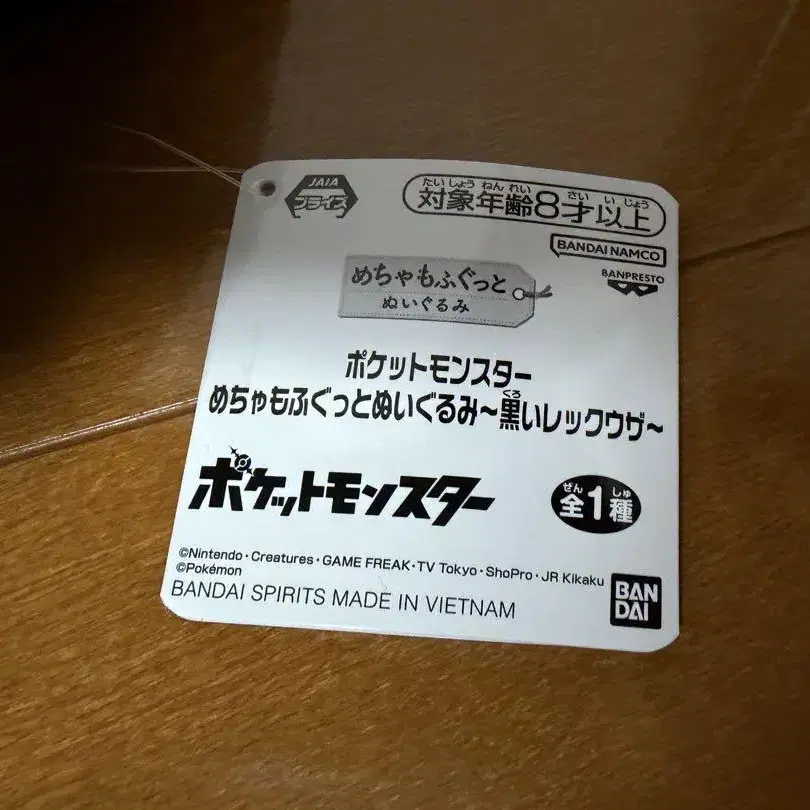 JAIA
プライズ
たいしょう ねんれい さい いじょう
対象年齢8才以上
BANDAI NAMCO
BANPRESTO
めちゃもふぐっと
ぬいぐるみ
ポケットモンスター
くろ
めちゃもふぐっとぬいぐるみ～黒いレックウザ～
ポケットモンスター
ぜん しゅ
全1種
©Nintendo・Creatures・GAME FREAK・TV Tokyo・ShoPro・JR Kikaku
©Pokémon
BANDAI SPIRITS MADE IN VIETNAM
BAN
DAI